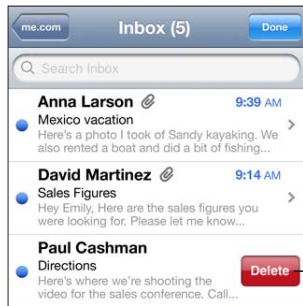 me.com
Inbox (5)
Done
Search Inbox
Anna Larson
9:39 AM
Mexico vacation
Here's a photo I took of Sandy kayaking. We
also rented a boat and did a bit of fishing...
David Martinez
9:14 AM
Sales Figures
Hey Emily, Here are the sales figures you
were looking for. Please let me know...
Paul Cashman
Directions
Delete
Here's where we're shooting the
video for the sales conference. Call...